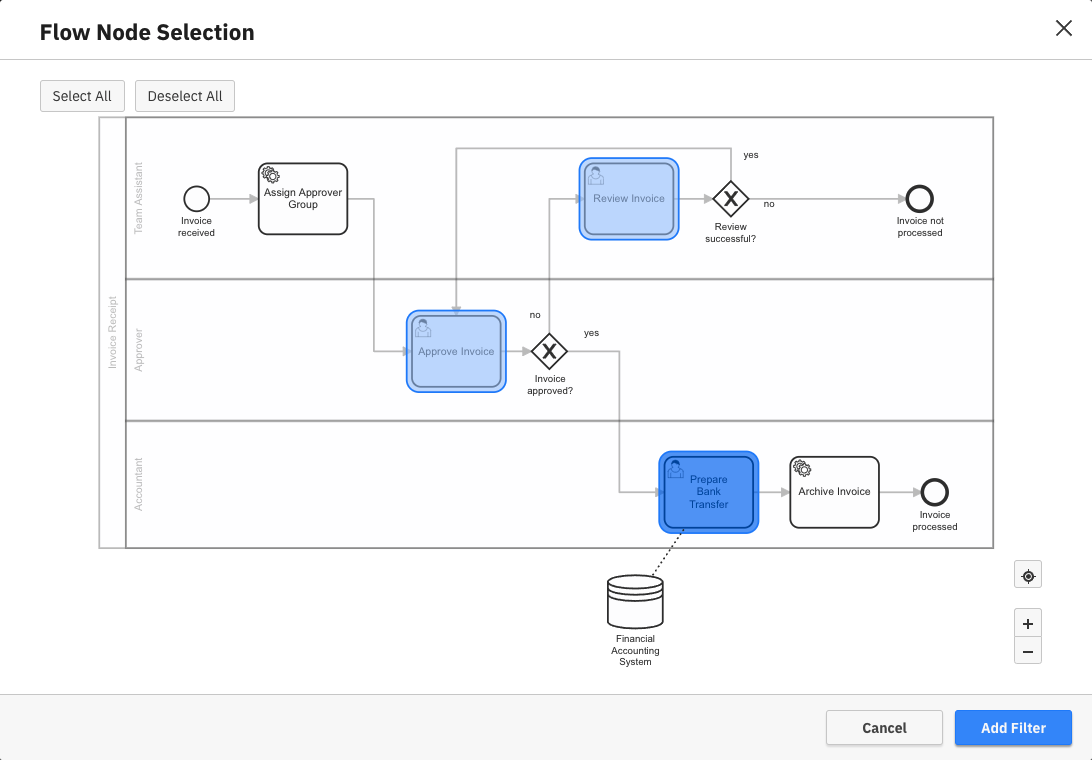 Flow Node Selection
Select All
Deselect All
Invoice Receipt
Team Assistant
Invoice
received
Assign Approver
Group
Review Invoice
yes
X
no
Review
successful?
Invoice not
processed
Approver
Approve Invoice
no
yes
X
Invoice
approved?
Accountant
Prepare
Bank
Transfer
Archive Invoice
Invoice
processed
Financial
Accounting
System
+
−
Cancel
Add Filter